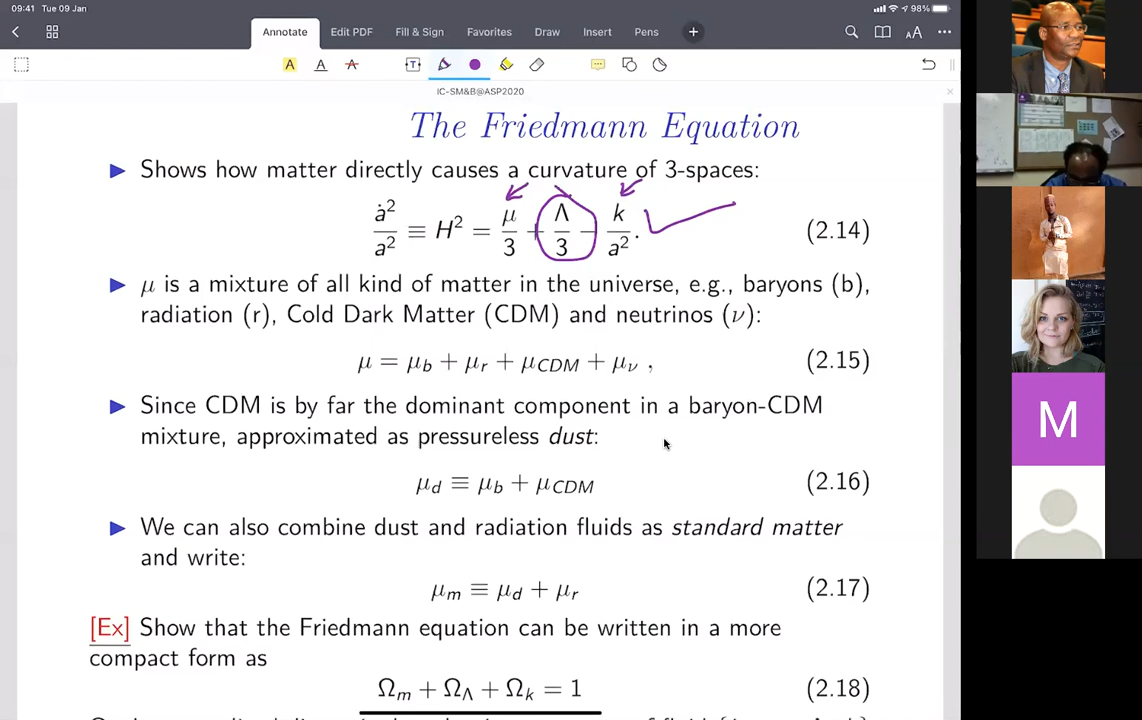 09:41 Tue 09 Jan
98%
Annotate Edit PDF Fill & Sign Favorites Draw Insert Pens
IC-SM&B@ASP2020
The Friedmann Equation
Shows how matter directly causes a curvature of 3-spaces:
ȧ²/a² ≡ H² = μ/3 + Λ/3 − k/a². (2.14)
μ is a mixture of all kind of matter in the universe, e.g., baryons (b),
radiation (r), Cold Dark Matter (CDM) and neutrinos (ν):
μ = μ_b + μ_r + μ_CDM + μ_ν , (2.15)
Since CDM is by far the dominant component in a baryon-CDM
mixture, approximated as pressureless dust:
μ_d ≡ μ_b + μ_CDM (2.16)
We can also combine dust and radiation fluids as standard matter
and write:
μ_m ≡ μ_d + μ_r (2.17)
[Ex] Show that the Friedmann equation can be written in a more
compact form as
Ω_m + Ω_Λ + Ω_k = 1 (2.18)
M